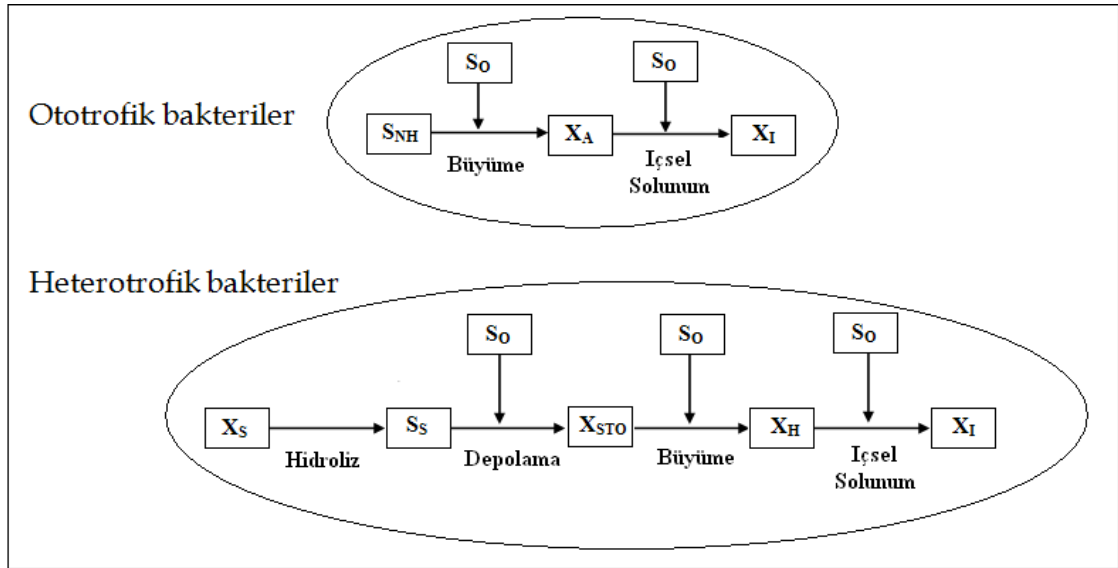 Ototrofik bakteriler
S_O
S_O
S_NH
X_A
X_I
Büyüme
Içsel
Solunum
Heterotrofik bakteriler
S_O
S_O
S_O
X_S
S_S
X_STO
X_H
X_I
Hidroliz
Depolama
Büyüme
Içsel
Solunum